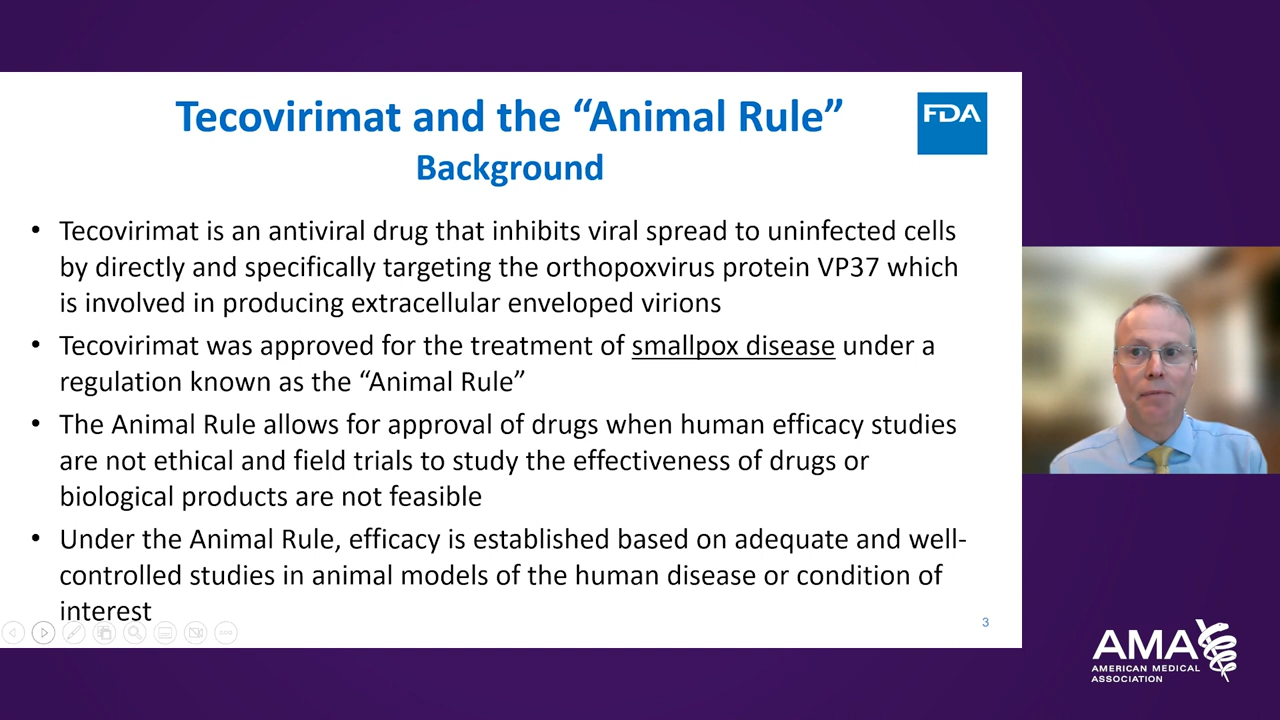 Tecovirimat and the “Animal Rule”
Background
FDA
• Tecovirimat is an antiviral drug that inhibits viral spread to uninfected cells
by directly and specifically targeting the orthopoxvirus protein VP37 which
is involved in producing extracellular enveloped virions
• Tecovirimat was approved for the treatment of smallpox disease under a
regulation known as the “Animal Rule”
• The Animal Rule allows for approval of drugs when human efficacy studies
are not ethical and field trials to study the effectiveness of drugs or
biological products are not feasible
• Under the Animal Rule, efficacy is established based on adequate and well-
controlled studies in animal models of the human disease or condition of
interest
3
AMA
AMERICAN MEDICAL
ASSOCIATION